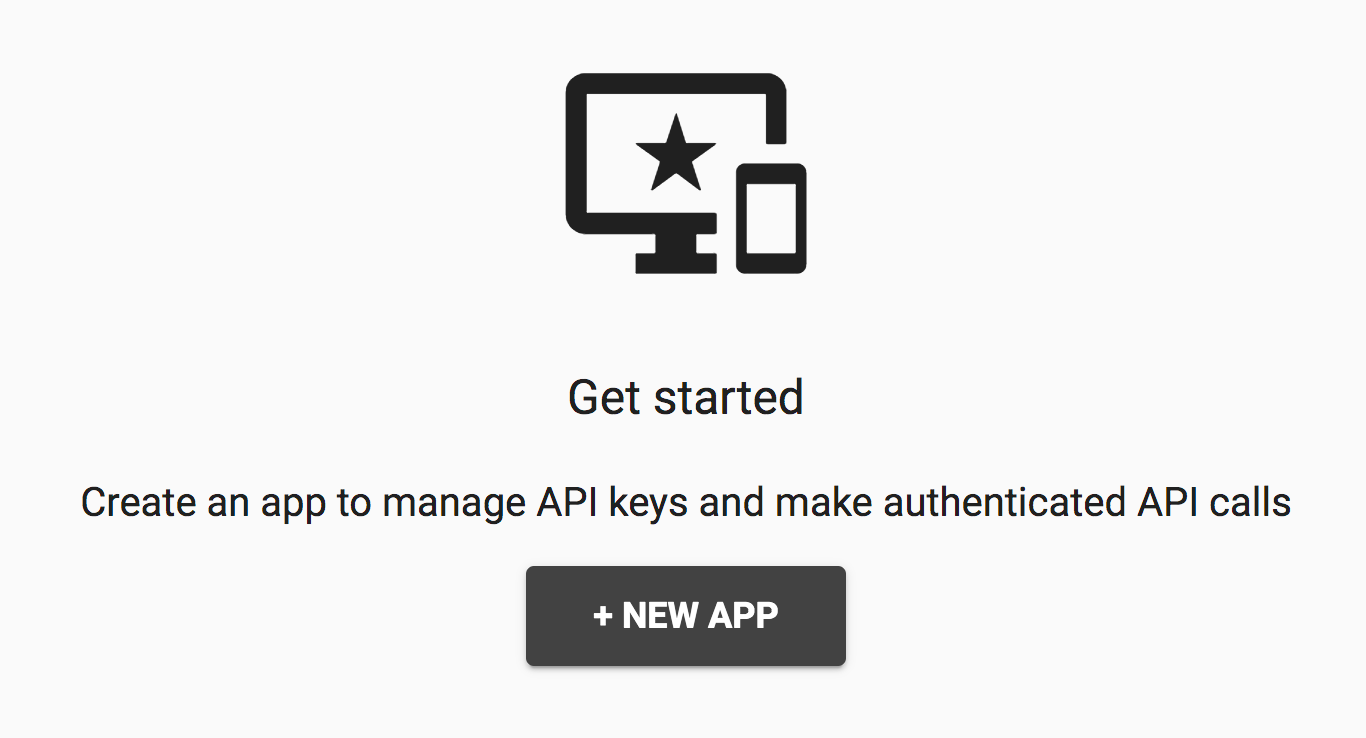 Get started
Create an app to manage API keys and make authenticated API calls
+ NEW APP